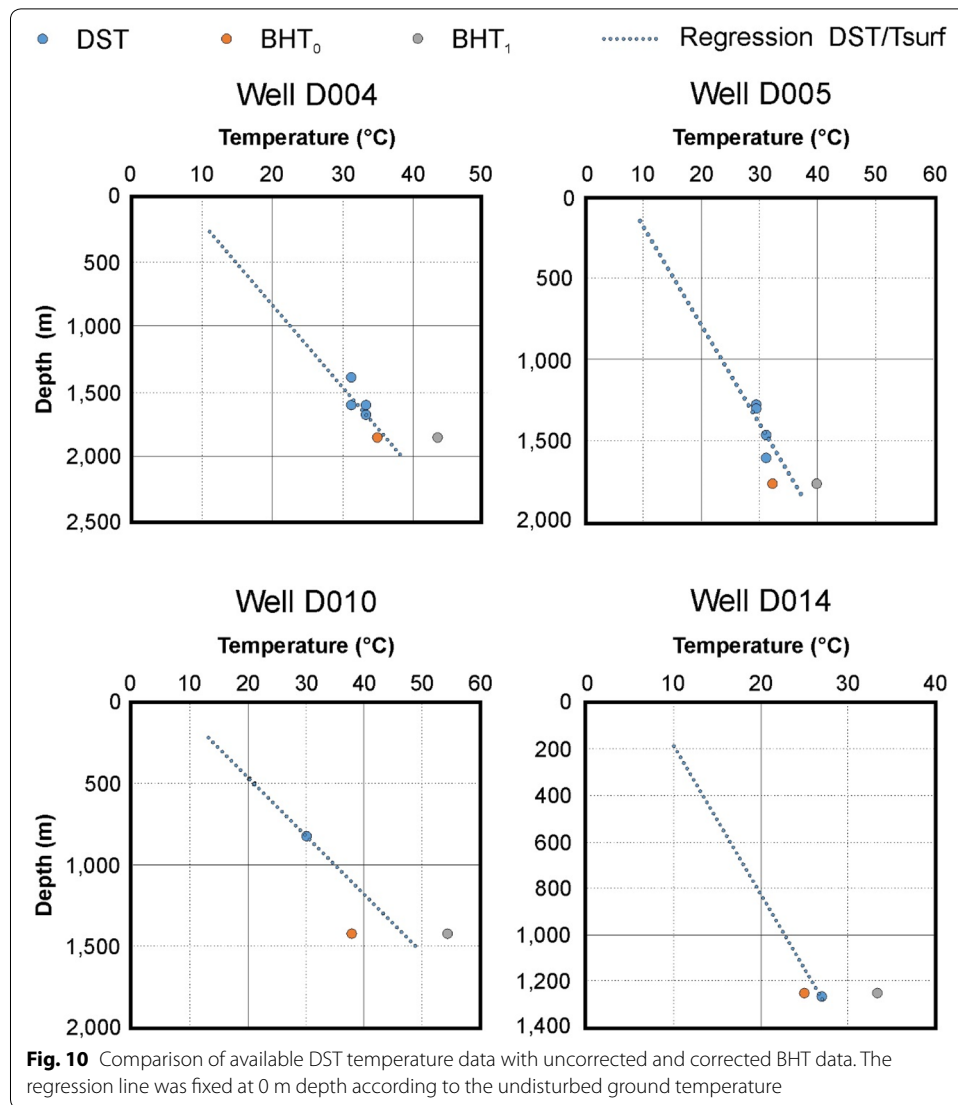 DST BHT₀ BHT₁ Regression DST/Tsurf
Well D004
Temperature (°C)
0 10 20 30 40 50
0
500
1,000
1,500
2,000
2,500
Depth (m)
Well D005
Temperature (°C)
0 10 20 30 40 50 60
0
500
1,000
1,500
2,000
Well D010
Temperature (°C)
0 10 20 30 40 50 60
0
500
1,000
1,500
2,000
Depth (m)
Well D014
Temperature (°C)
0 10 20 30 40
0
200
400
600
800
1,000
1,200
1,400
Fig. 10 Comparison of available DST temperature data with uncorrected and corrected BHT data. The
regression line was fixed at 0 m depth according to the undisturbed ground temperature